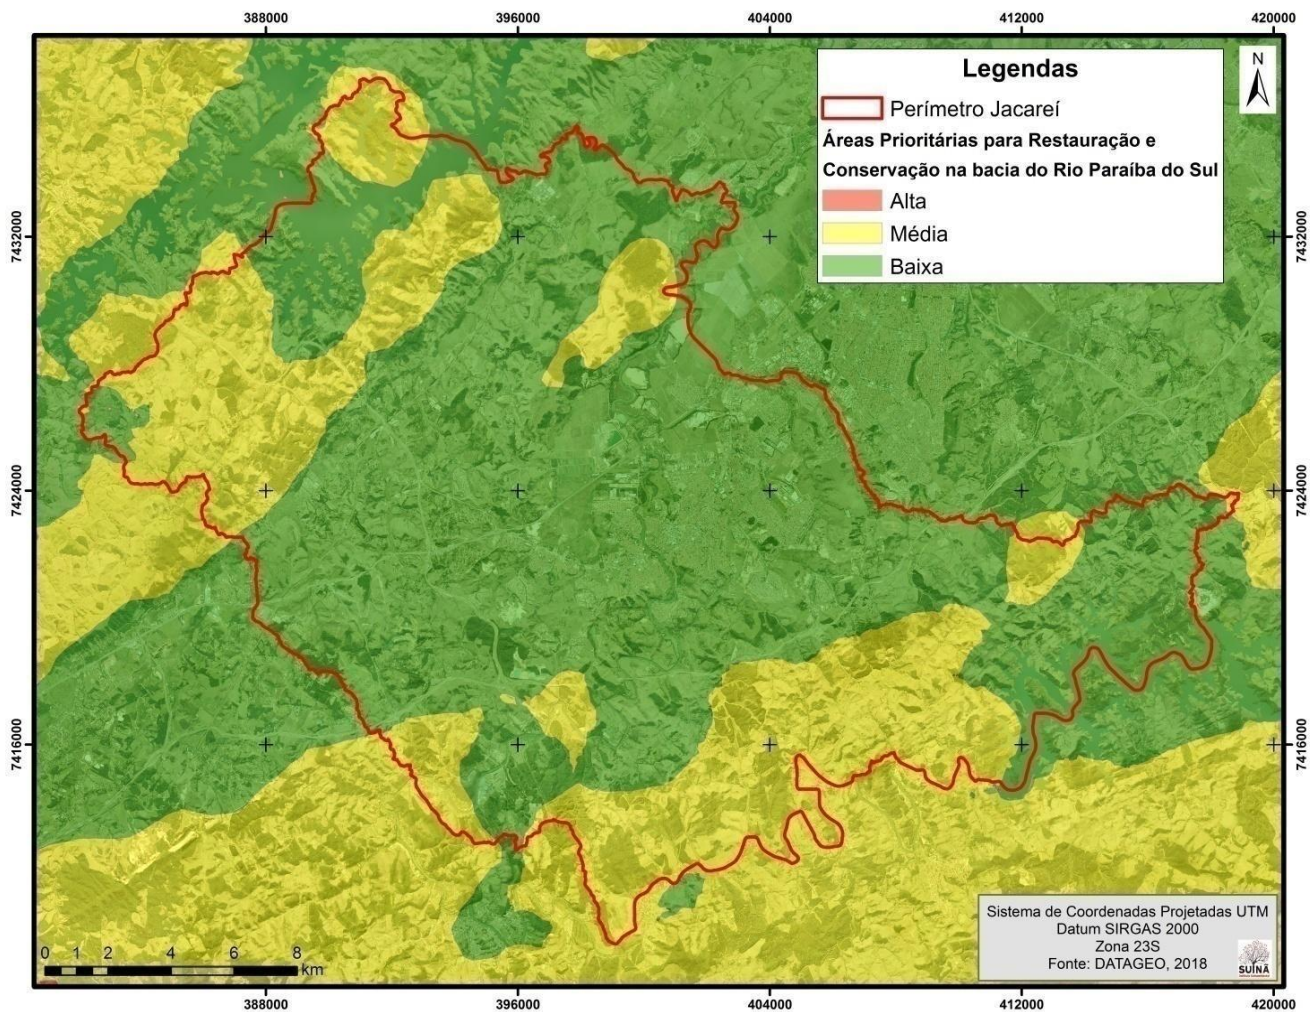 388000 396000 404000 412000 420000
Legendas
N
Perímetro Jacareí
Áreas Prioritárias para Restauração e
Conservação na bacia do Rio Paraíba do Sul
Alta
Média
Baixa
7432000 7432000
7424000 7424000
7416000 7416000
Sistema de Coordenadas Projetadas UTM
Datum SIRGAS 2000
Zona 23S
Fonte: DATAGEO, 2018
SUINÃ
0 1 2 4 6 8
km
388000 396000 404000 412000 420000